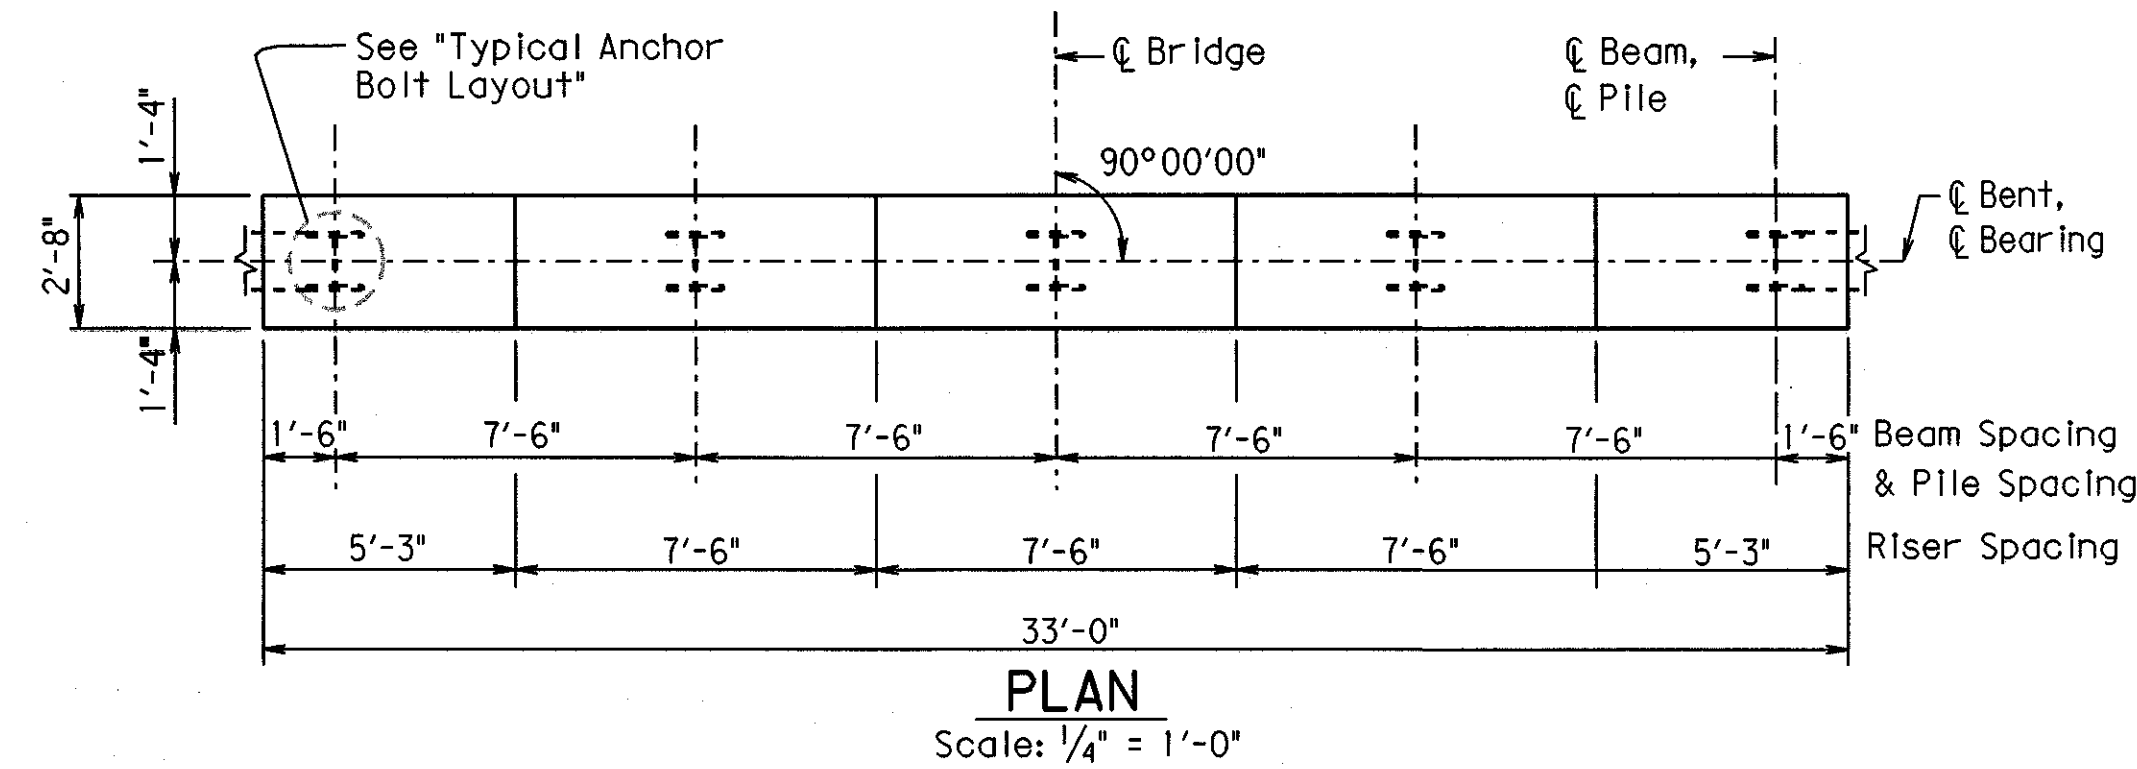 See "Typical Anchor
Bolt Layout"
℄ Bridge
℄ Beam,
℄ Pile
1'-4"
90°00'00"
2'-8"
℄ Bent,
℄ Bearing
1'-4"
1'-6" 7'-6" 7'-6" 7'-6" 7'-6" 1'-6" Beam Spacing
& Pile Spacing
5'-3" 7'-6" 7'-6" 7'-6" 5'-3" Riser Spacing
33'-0"
PLAN
Scale: 1/4" = 1'-0"